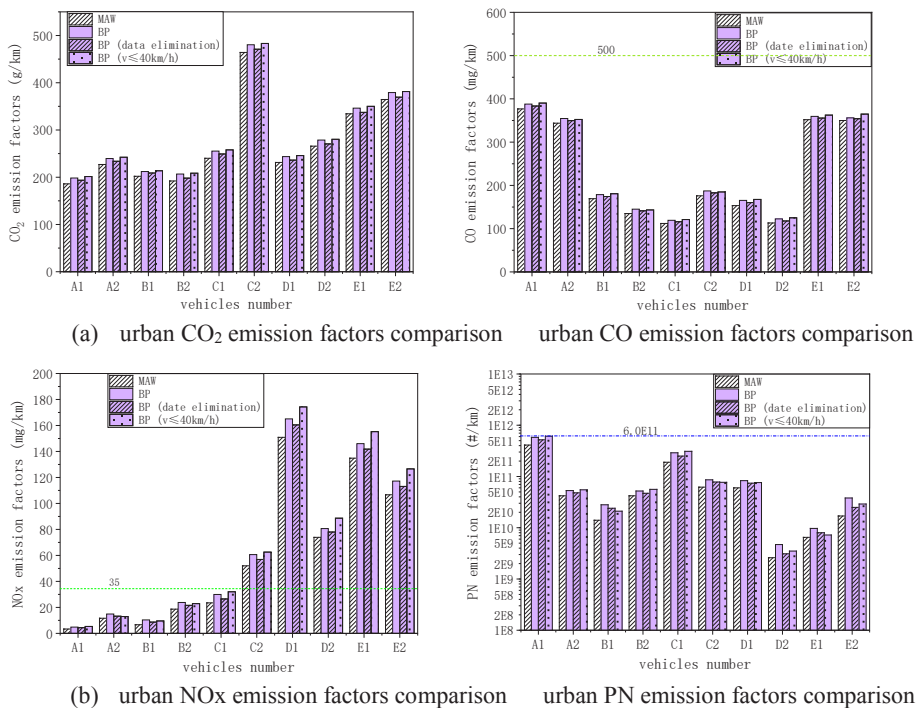 MAW
BP
BP (data elimination)
BP (v≤40km/h)
500
400
300
200
100
0
CO₂ emission factors (g/km)
A1 A2 B1 B2 C1 C2 D1 D2 E1 E2
vehicles number
MAW
BP
BP (date elimination)
BP (v≤40km/h)
600
500
400
300
200
100
0
500
CO emission factors (mg/km)
A1 A2 B1 B2 C1 C2 D1 D2 E1 E2
vehicles number
(a) urban CO₂ emission factors comparison urban CO emission factors comparison
MAW
BP
BP (date elimination)
BP (v≤40km/h)
200
180
160
140
120
100
80
60
40
20
0
35
NOx emission factors (mg/km)
A1 A2 B1 B2 C1 C2 D1 D2 E1 E2
vehicles number
MAW
BP
BP (date elimination)
BP (v≤40km/h)
1E13
5E12
2E12
1E12
5E11
2E11
1E11
5E10
2E10
1E10
5E9
2E9
1E9
5E8
2E8
1E8
6.0E11
PN emission factors (#/km)
A1 A2 B1 B2 C1 C2 D1 D2 E1 E2
vehicles number
(b) urban NOx emission factors comparison urban PN emission factors comparison